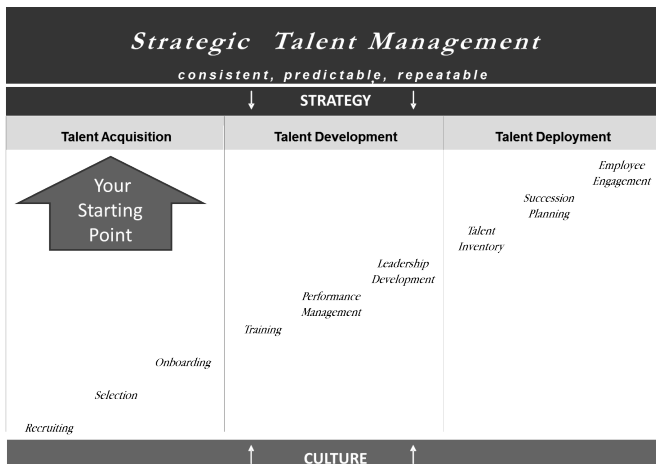 Strategic Talent Management
consistent, predictable, repeatable
STRATEGY
Talent Acquisition
Talent Development
Talent Deployment
Your
Starting
Point
Recruiting
Selection
Onboarding
Training
Performance
Management
Leadership
Development
Talent
Inventory
Succession
Planning
Employee
Engagement
CULTURE